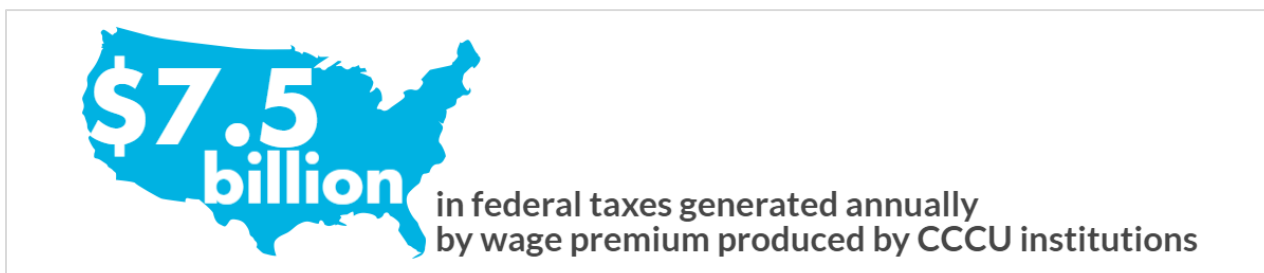 $7.5
billion
in federal taxes generated annually
by wage premium produced by CCCU institutions